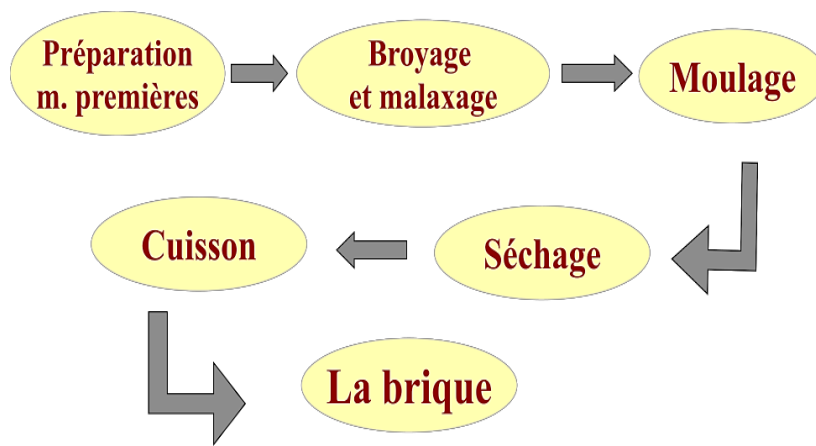 Préparation
m. premières
Broyage
et malaxage
Moulage
Séchage
Cuisson
La brique